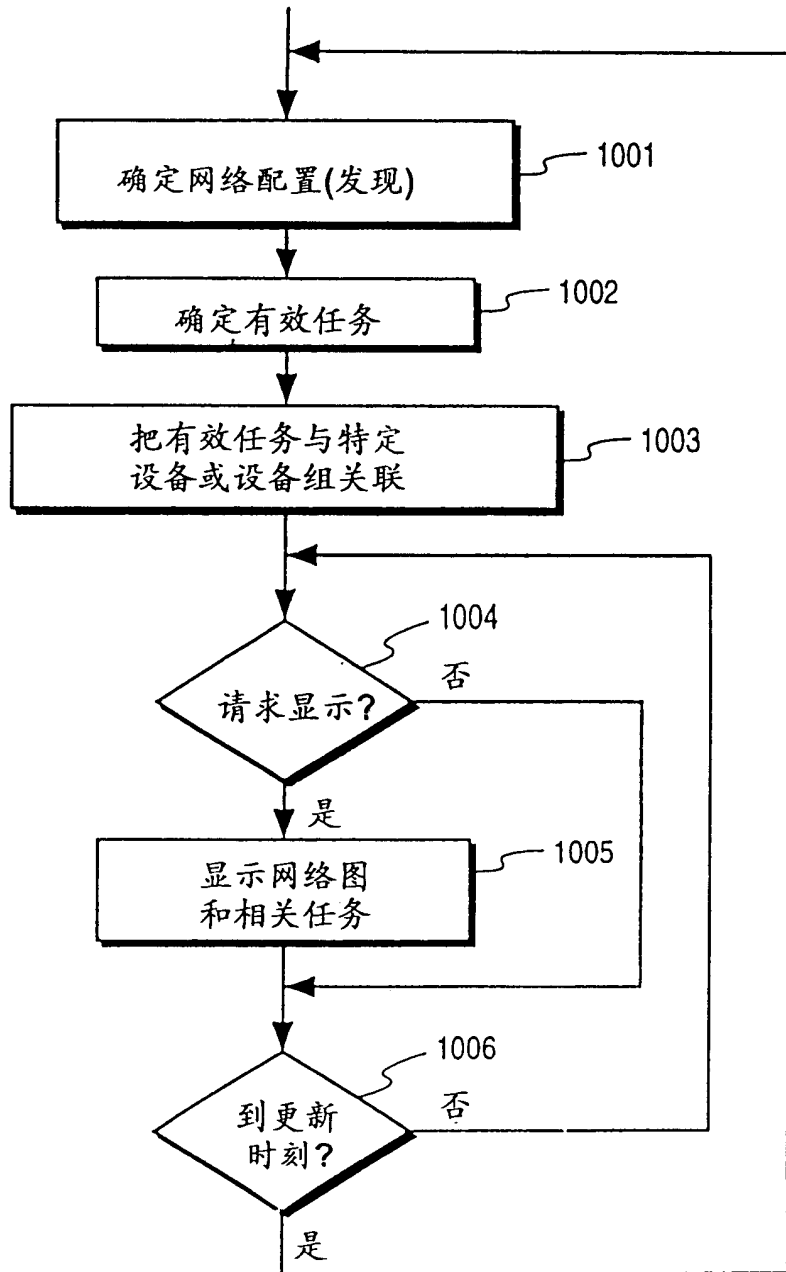 确定网络配置(发现)
1001
确定有效任务
1002
把有效任务与特定
设备或设备组关联
1003
1004
请求显示?
否
是
显示网络图
和相关任务
1005
1006
到更新
时刻?
否
是